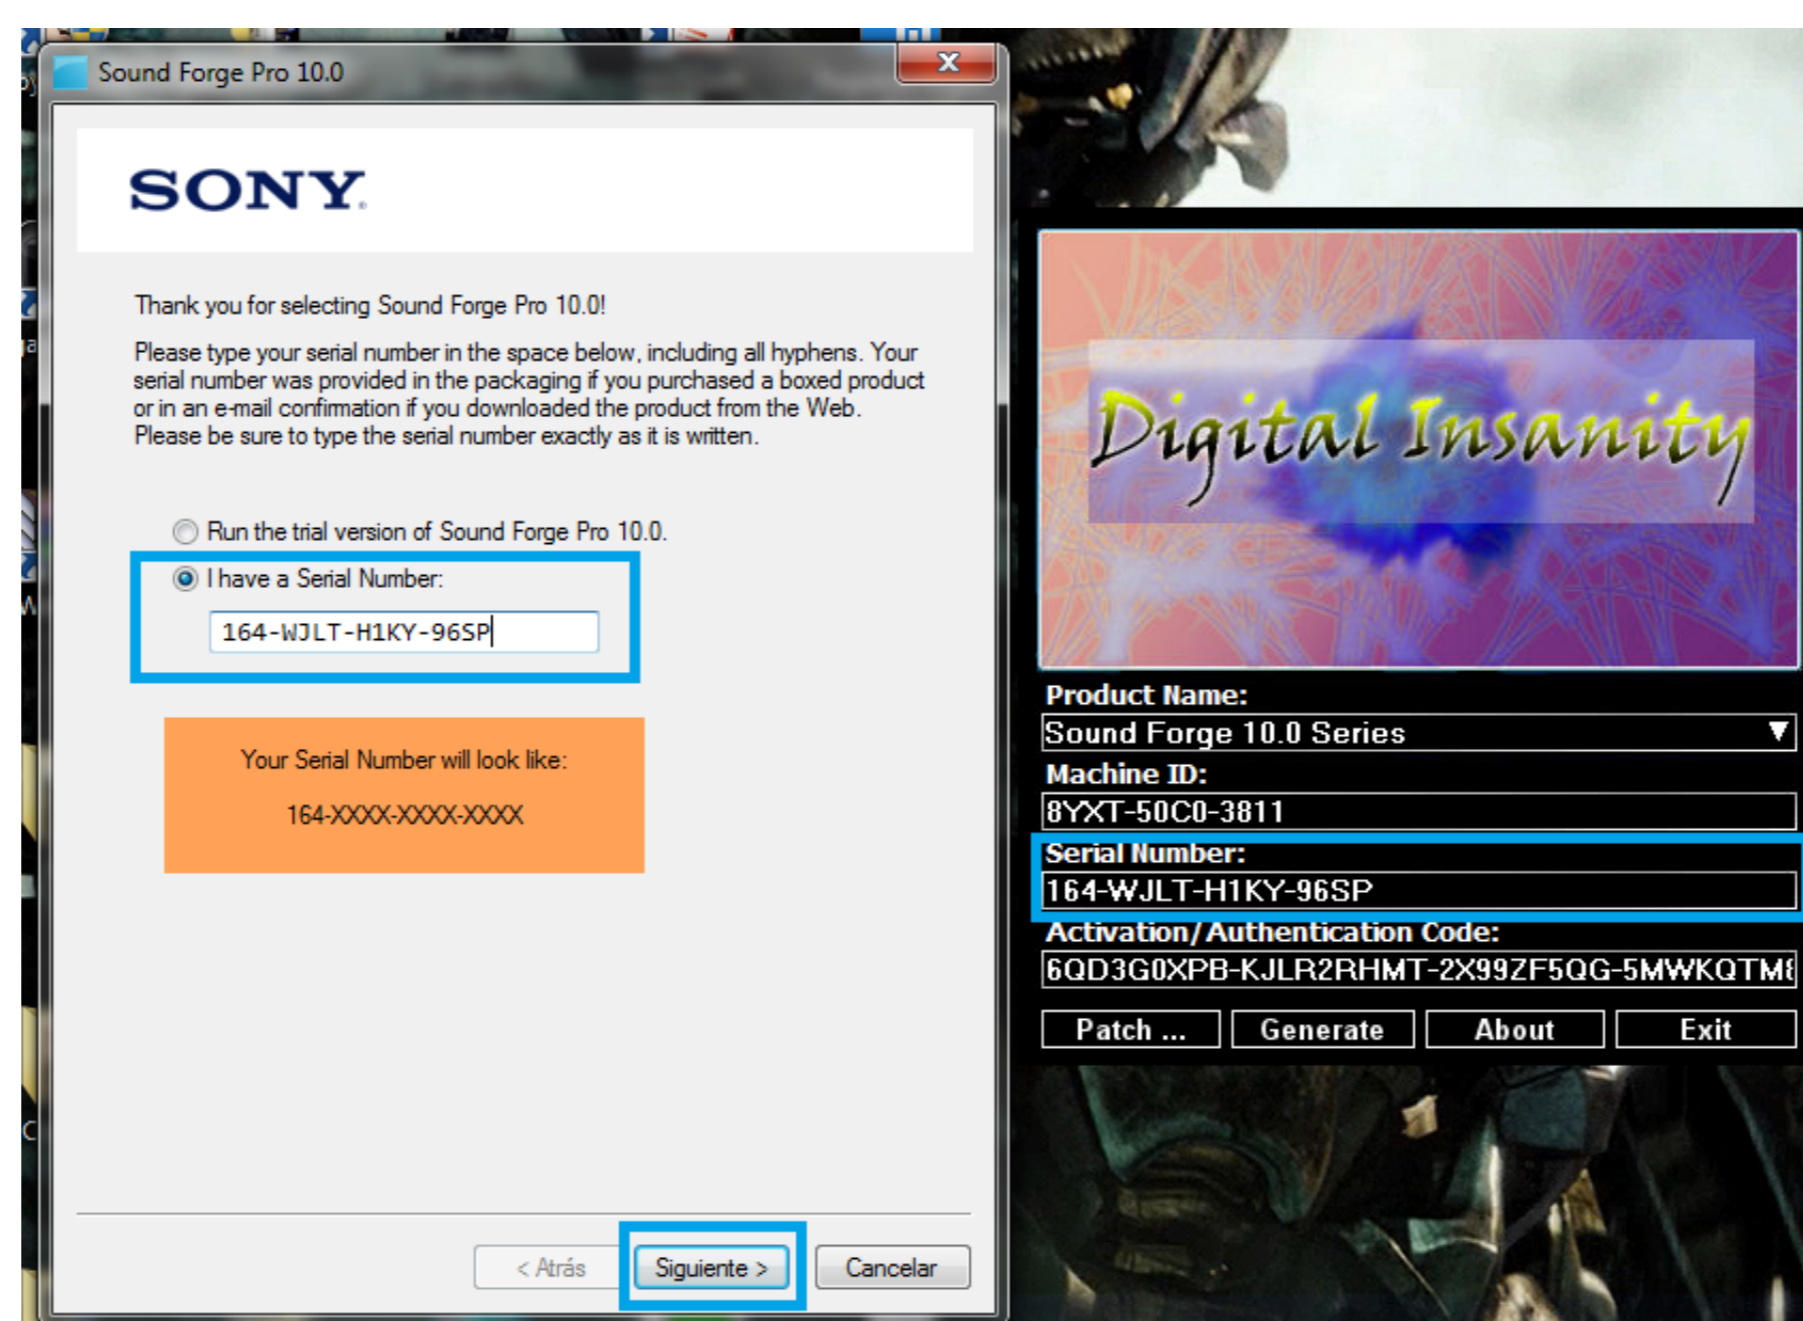 Sound Forge Pro 10.0
SONY
Thank you for selecting Sound Forge Pro 10.0!
Please type your serial number in the space below, including all hyphens. Your
serial number was provided in the packaging if you purchased a boxed product
or in an e-mail confirmation if you downloaded the product from the Web.
Please be sure to type the serial number exactly as it is written.
Run the trial version of Sound Forge Pro 10.0.
I have a Serial Number:
164-WJLT-H1KY-96SP
Your Serial Number will look like:
164-XXXX-XXXX-XXXX
< Atrás
Siguiente >
Cancelar
Digital Insanity
Product Name:
Sound Forge 10.0 Series
Machine ID:
8YXT-50C0-3811
Serial Number:
164-WJLT-H1KY-96SP
Activation/Authentication Code:
6QD3G0XPB-KJLR2RHMT-2X99ZF5QG-5MWKQTM
Patch ...
Generate
About
Exit